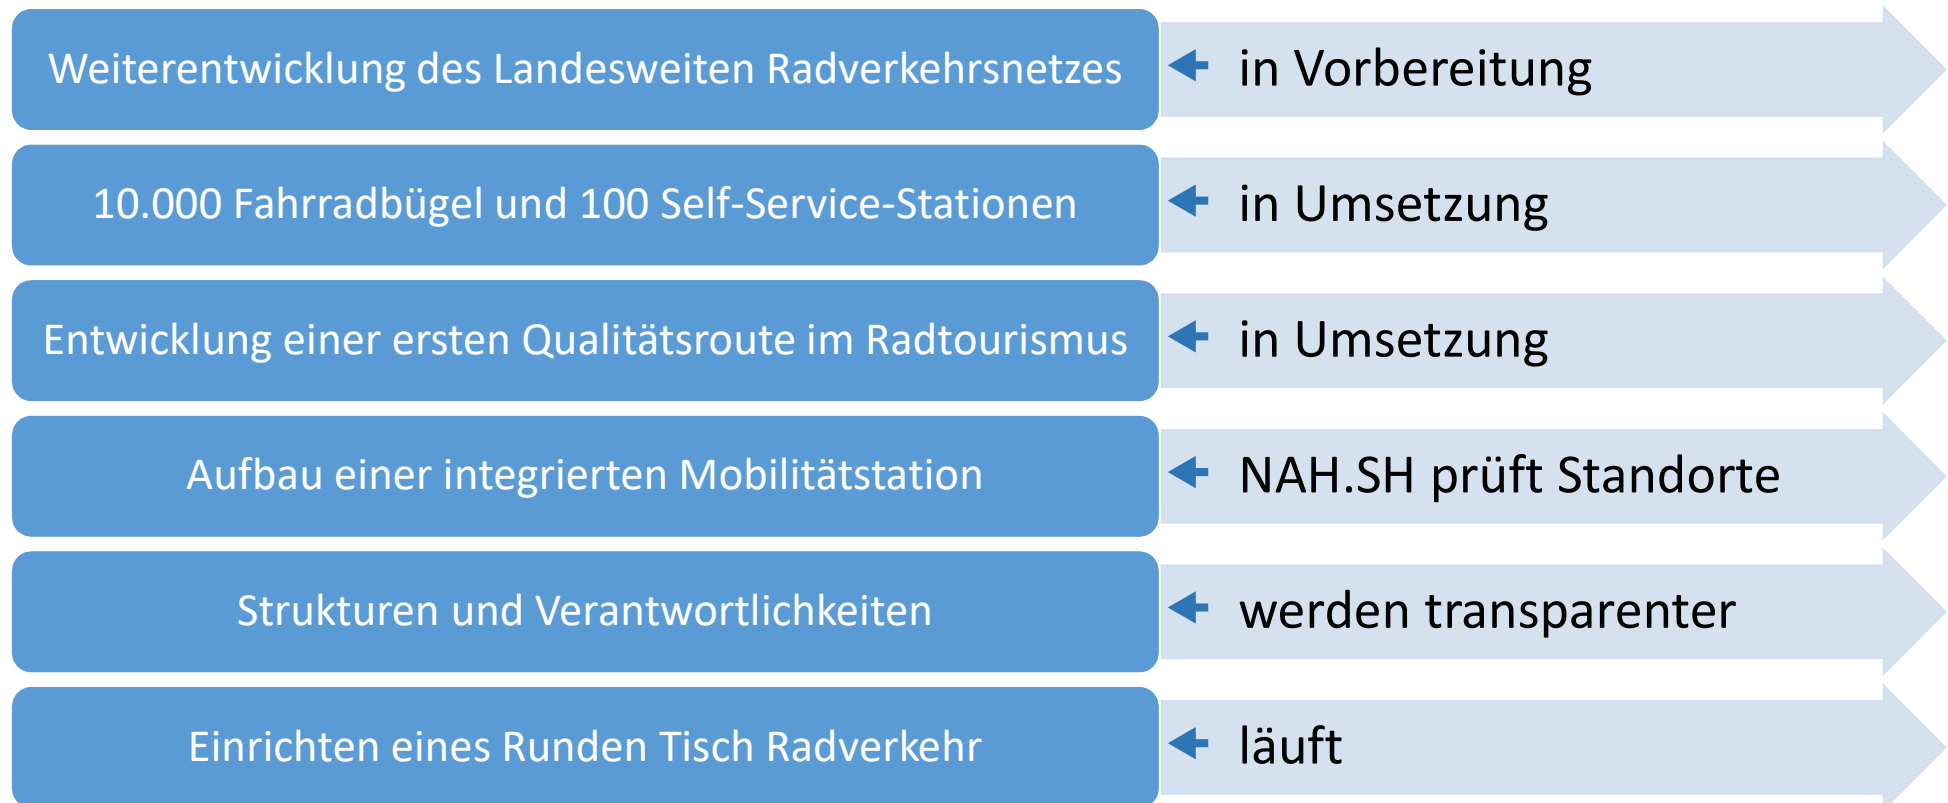 Weiterentwicklung des Landesweiten Radverkehrsnetzes
in Vorbereitung
10.000 Fahrradbügel und 100 Self-Service-Stationen
in Umsetzung
Entwicklung einer ersten Qualitätsroute im Radtourismus
in Umsetzung
Aufbau einer integrierten Mobilitätstation
NAH.SH prüft Standorte
Strukturen und Verantwortlichkeiten
werden transparenter
Einrichten eines Runden Tisch Radverkehr
läuft